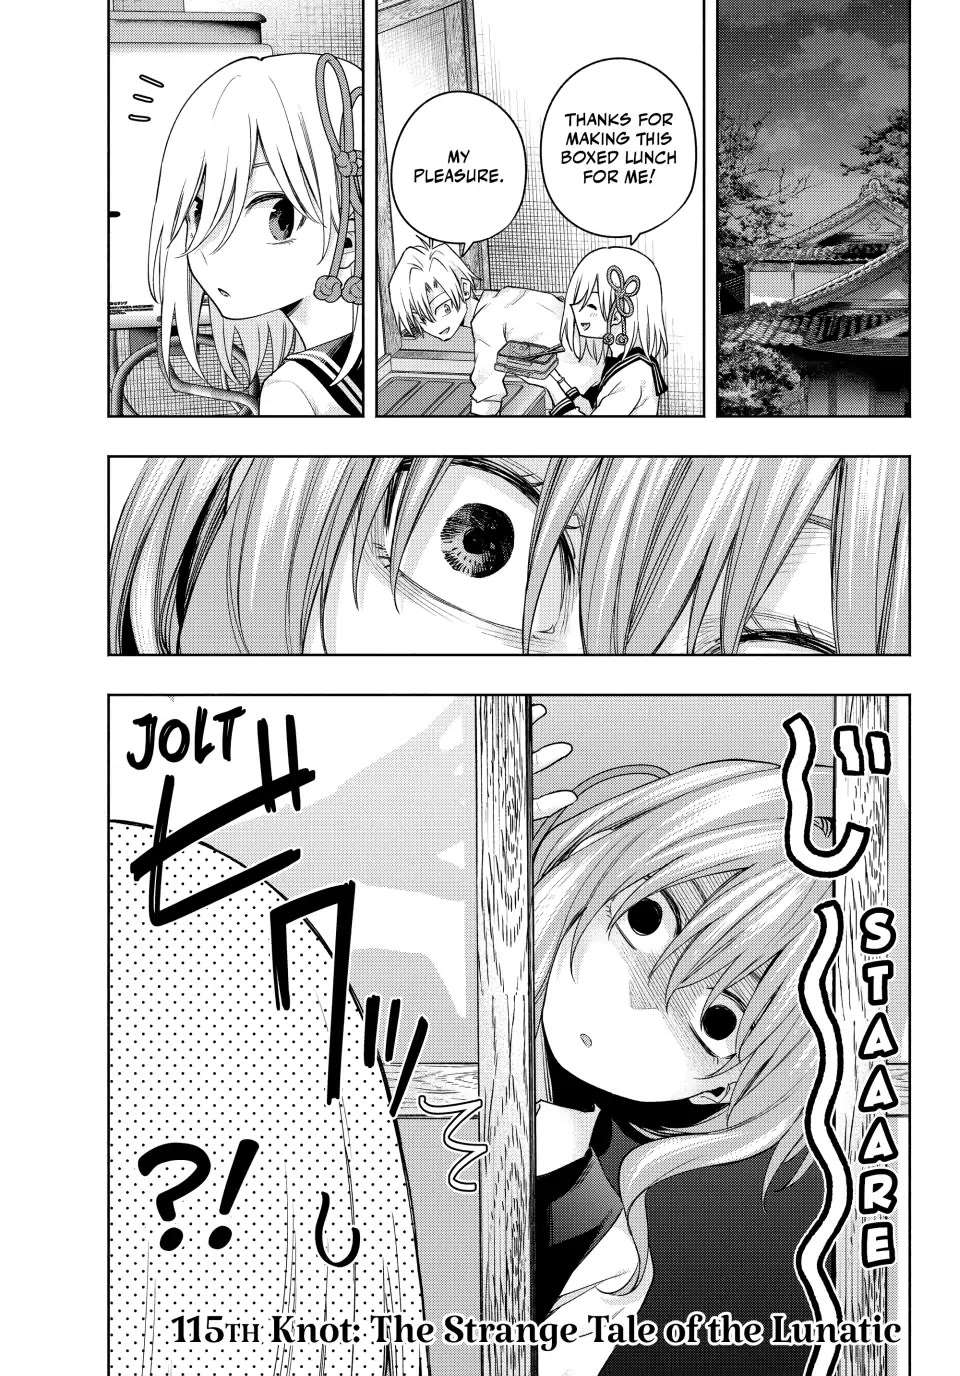 THANKS FOR
MAKING THIS
BOXED LUNCH
FOR ME!
MY
PLEASURE.
JOLT
ビクッ
じー
STAAARE
?!
115TH Knot: The Strange Tale of the Lunatic